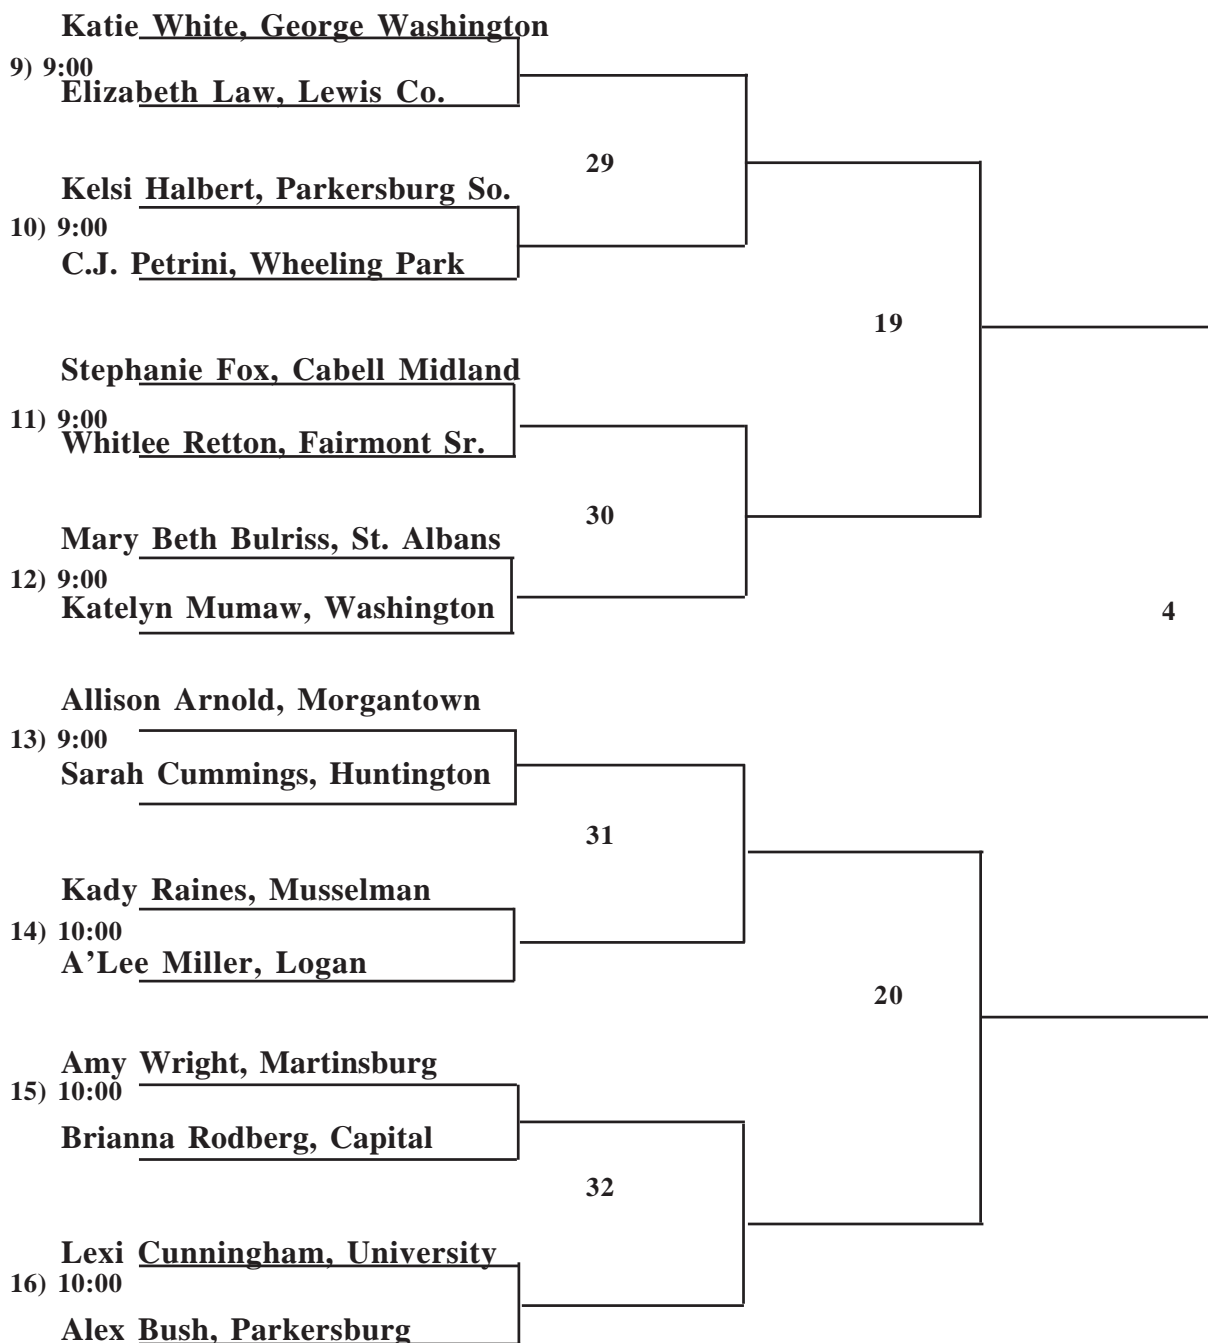 Katie White, George Washington
9) 9:00
Elizabeth Law, Lewis Co.
29
Kelsi Halbert, Parkersburg So.
10) 9:00
C.J. Petrini, Wheeling Park
19
Stephanie Fox, Cabell Midland
11) 9:00
Whitlee Retton, Fairmont Sr.
30
Mary Beth Bulriss, St. Albans
12) 9:00
Katelyn Mumaw, Washington
4
Allison Arnold, Morgantown
13) 9:00
Sarah Cummings, Huntington
31
Kady Raines, Musselman
14) 10:00
A’Lee Miller, Logan
20
Amy Wright, Martinsburg
15) 10:00
Brianna Rodberg, Capital
32
Lexi Cunningham, University
16) 10:00
Alex Bush, Parkersburg